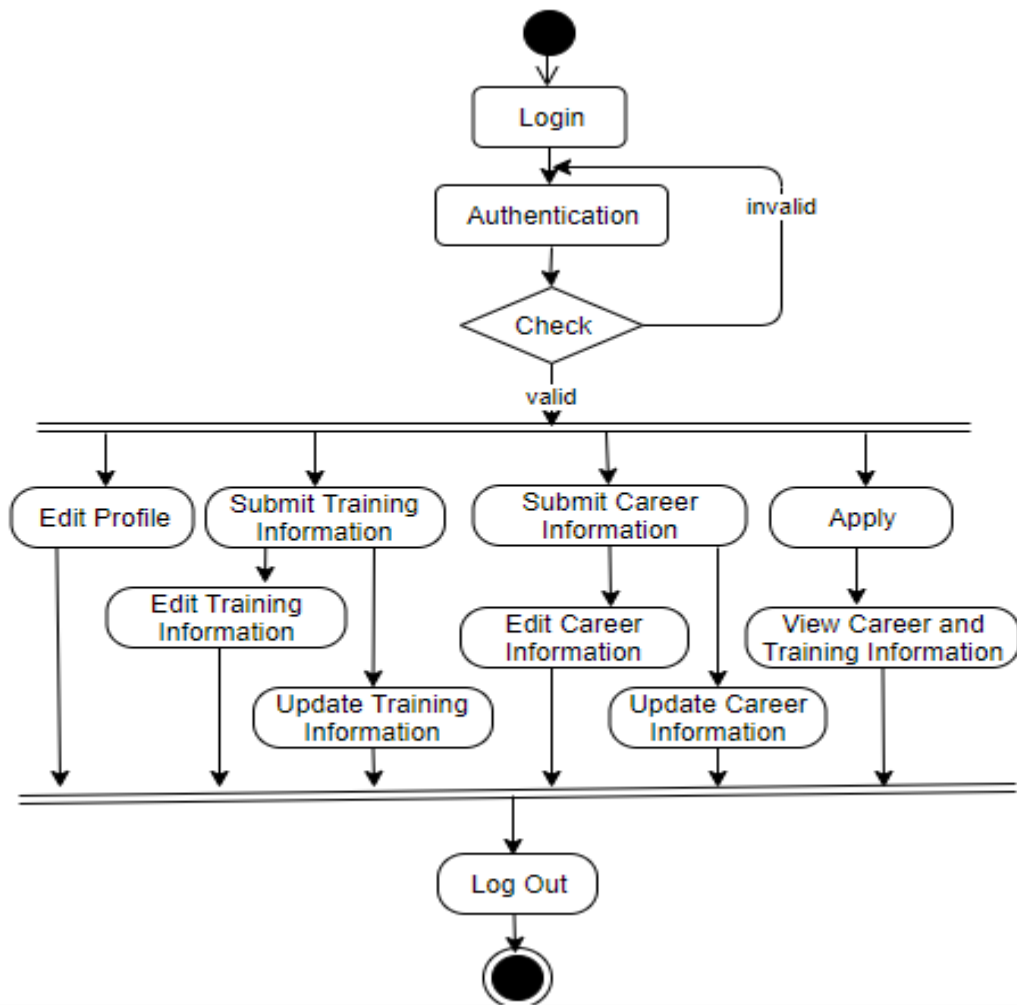 Login
Authentication
invalid
Check
valid
Edit Profile
Submit Training
Information
Submit Career
Information
Apply
Edit Training
Information
Edit Career
Information
View Career and
Training Information
Update Training
Information
Update Career
Information
Log Out